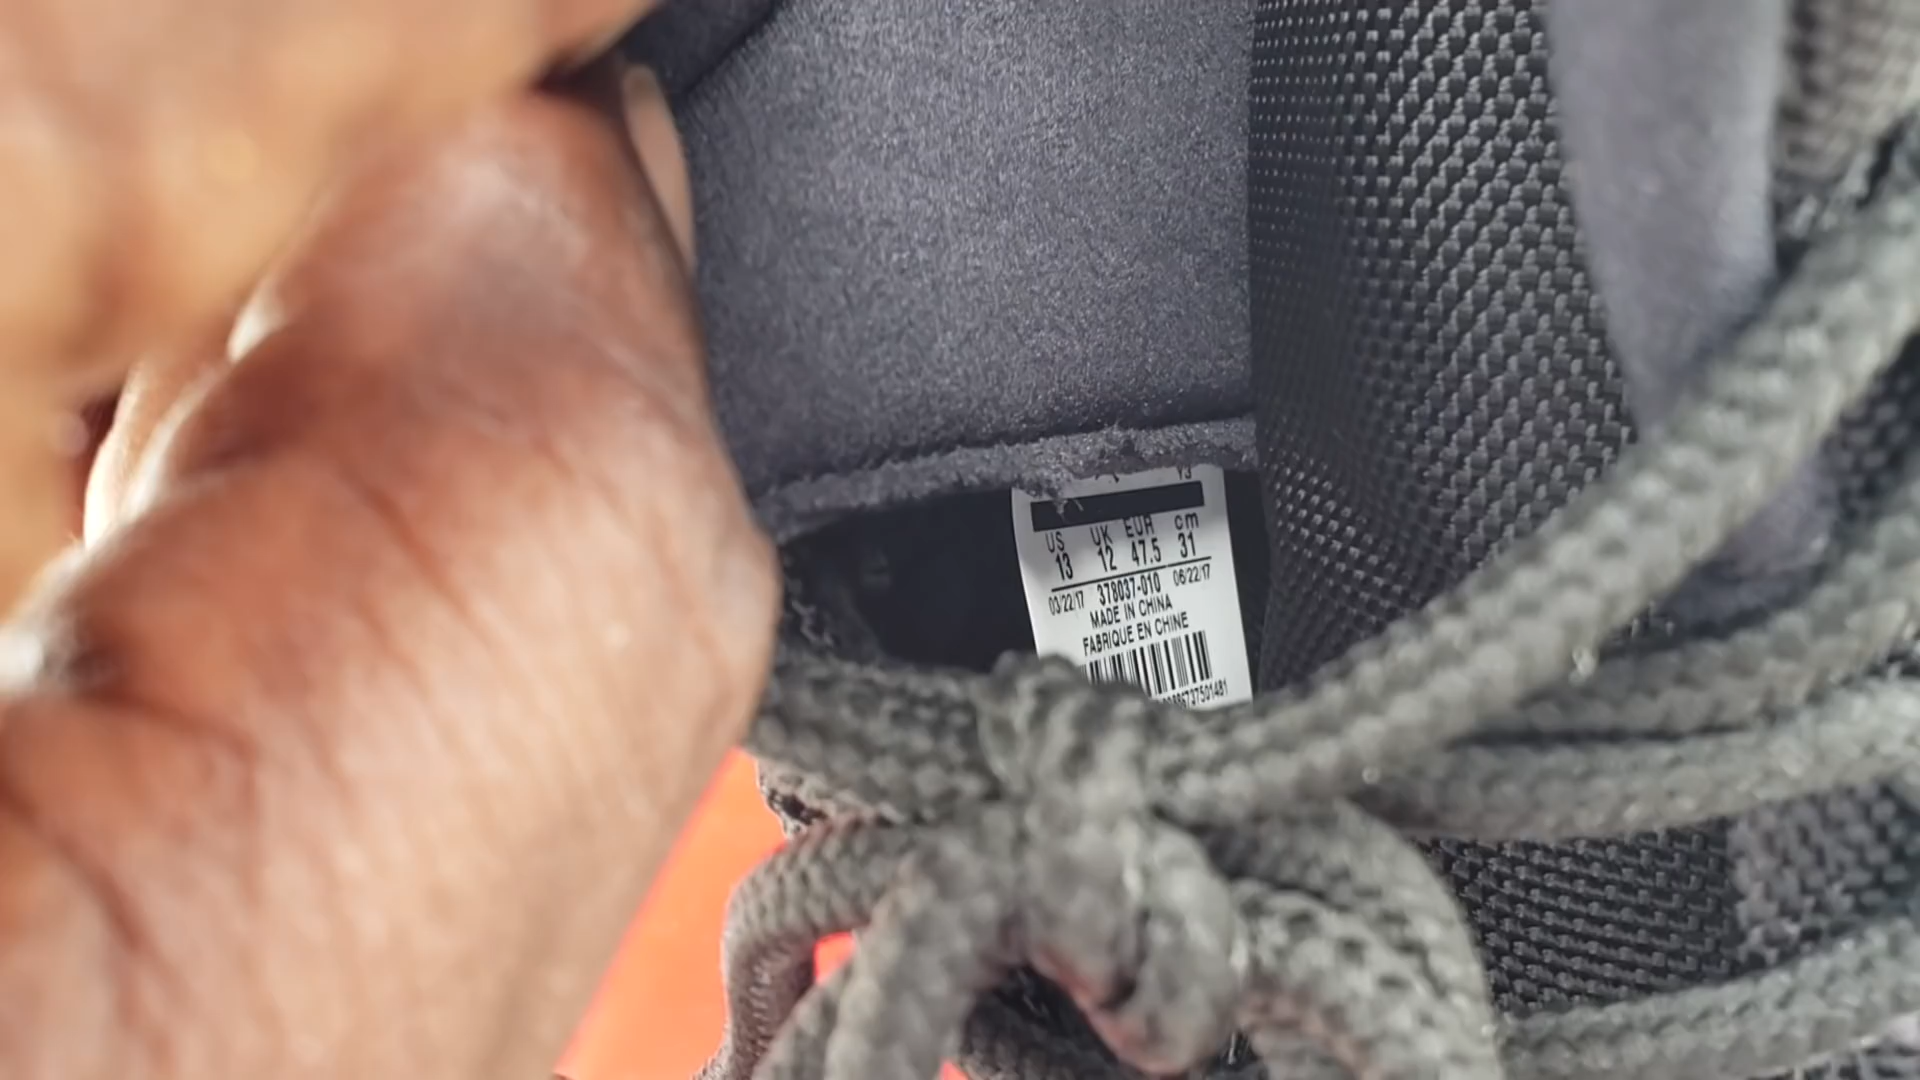 13
US UK EUR cm
13 12 47.5 31
03/22/17 378037-010 06/22/17
MADE IN CHINA
FABRIQUE EN CHINE